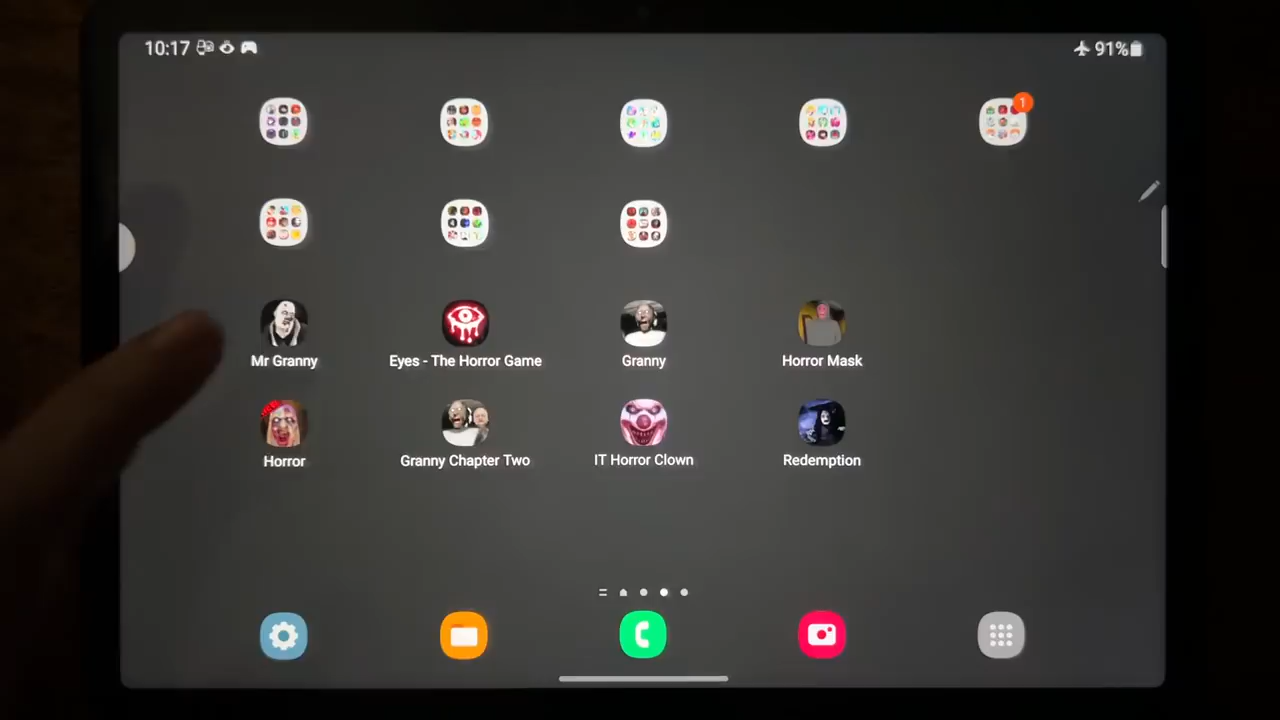 10:17
91%
1
Mr Granny
Eyes - The Horror Game
Granny
Horror Mask
Horror
Granny Chapter Two
IT Horror Clown
Redemption